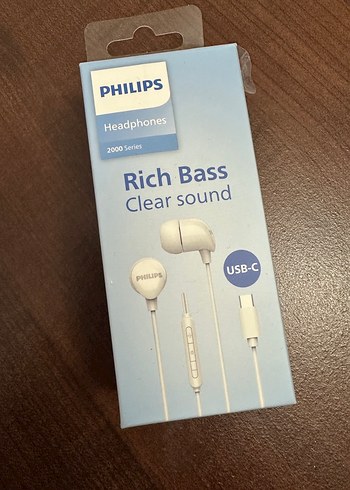 PHILIPS
Headphones
2000 Series
Rich Bass
Clear sound
USB-C
PHILIPS